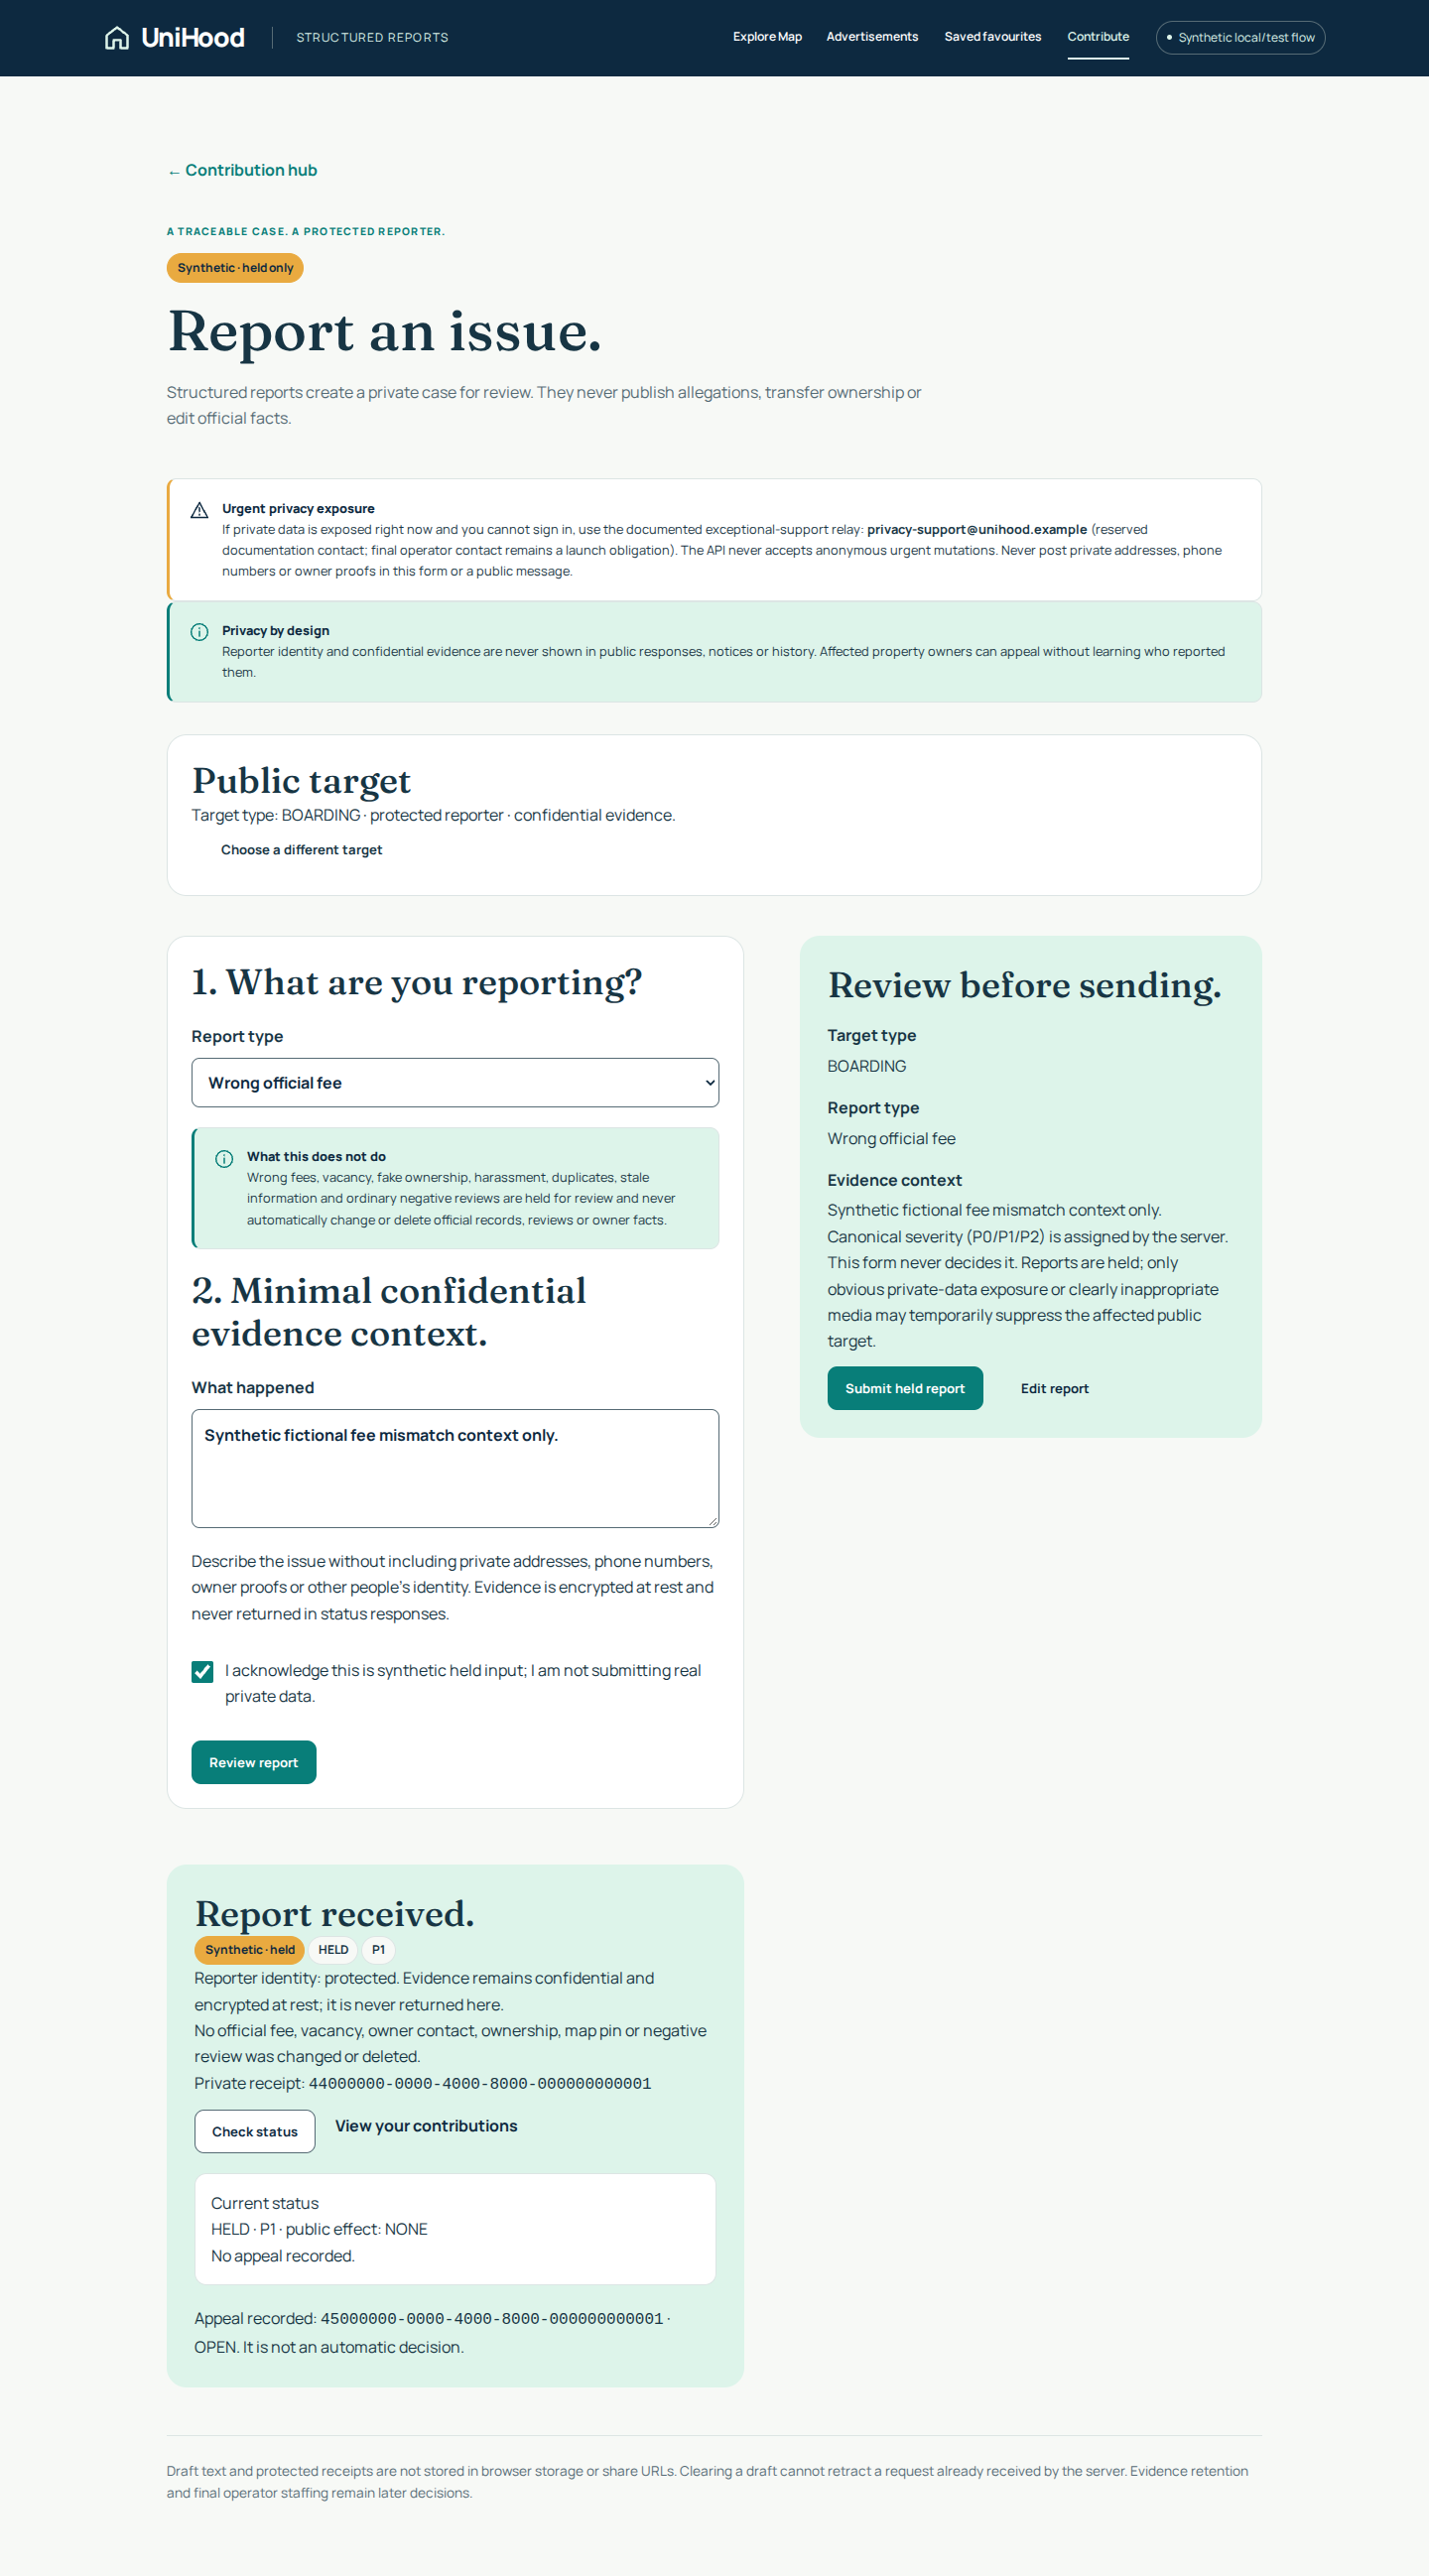 UniHood
STRUCTURED REPORTS
Explore Map
Advertisements
Saved favourites
Contribute
Synthetic local/test flow
← Contribution hub
A TRACEABLE CASE. A PROTECTED REPORTER.
Synthetic · held only
Report an issue.
Structured reports create a private case for review. They never publish allegations, transfer ownership or
edit official facts.
Urgent privacy exposure
If private data is exposed right now and you cannot sign in, use the documented exceptional-support relay: privacy-support@unihood.example (reserved
documentation contact; final operator contact remains a launch obligation). The API never accepts anonymous urgent mutations. Never post private addresses, phone
numbers or owner proofs in this form or a public message.
Privacy by design
Reporter identity and confidential evidence are never shown in public responses, notices or history. Affected property owners can appeal without learning who reported
them.
Public target
Target type: BOARDING · protected reporter · confidential evidence.
Choose a different target
1. What are you reporting?
Report type
Wrong official fee
What this does not do
Wrong fees, vacancy, fake ownership, harassment, duplicates, stale
information and ordinary negative reviews are held for review and never
automatically change or delete official records, reviews or owner facts.
2. Minimal confidential
evidence context.
What happened
Synthetic fictional fee mismatch context only.
Describe the issue without including private addresses, phone numbers,
owner proofs or other people's identity. Evidence is encrypted at rest and
never returned in status responses.
I acknowledge this is synthetic held input; I am not submitting real
private data.
Review report
Review before sending.
Target type
BOARDING
Report type
Wrong official fee
Evidence context
Synthetic fictional fee mismatch context only.
Canonical severity (P0/P1/P2) is assigned by the server.
This form never decides it. Reports are held; only
obvious private-data exposure or clearly inappropriate
media may temporarily suppress the affected public
target.
Submit held report
Edit report
Report received.
Synthetic · held
HELD
P1
Reporter identity: protected. Evidence remains confidential and
encrypted at rest; it is never returned here.
No official fee, vacancy, owner contact, ownership, map pin or negative
review was changed or deleted.
Private receipt: 44000000-0000-4000-8000-000000000001
Check status
View your contributions
Current status
HELD · P1 · public effect: NONE
No appeal recorded.
Appeal recorded: 45000000-0000-4000-8000-000000000001 ·
OPEN. It is not an automatic decision.
Draft text and protected receipts are not stored in browser storage or share URLs. Clearing a draft cannot retract a request already received by the server. Evidence retention
and final operator staffing remain later decisions.